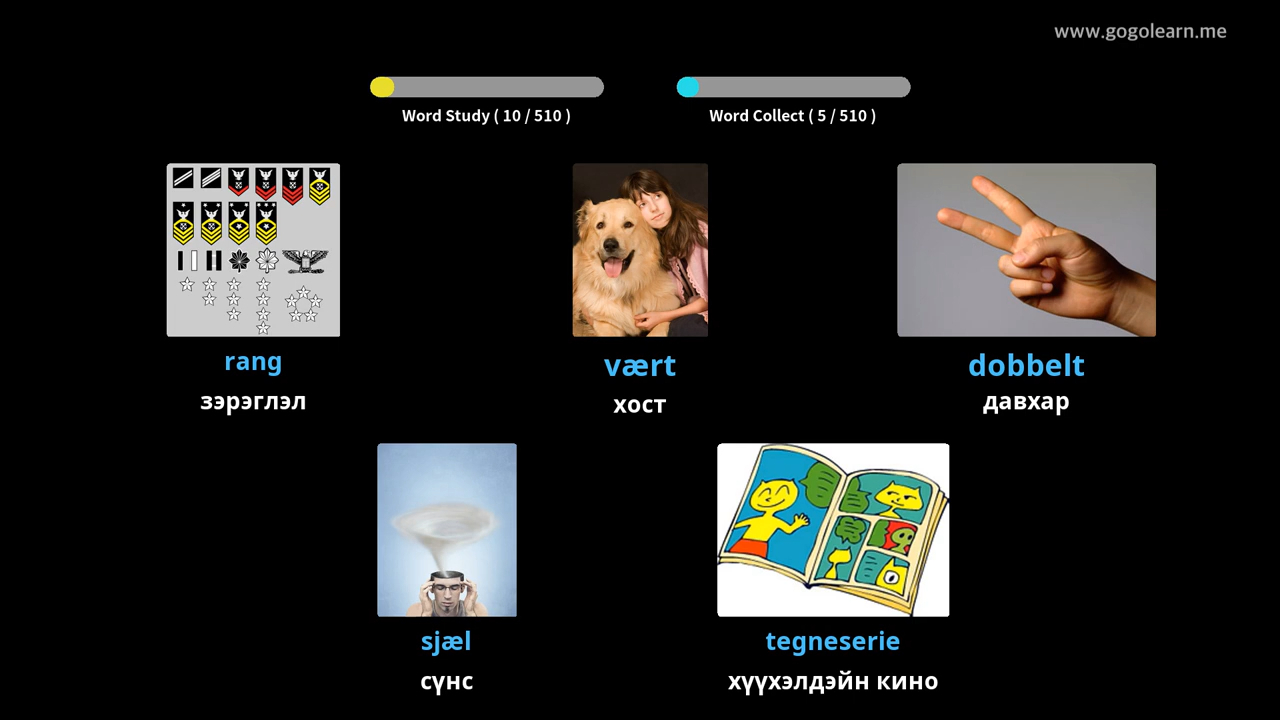 www.gogolearn.me
Word Study ( 10 / 510 )
Word Collect ( 5 / 510 )
rang
зэрэглэл
vært
хост
dobbelt
давхар
sjæl
сүнс
tegneserie
хүүхэлдэйн кино